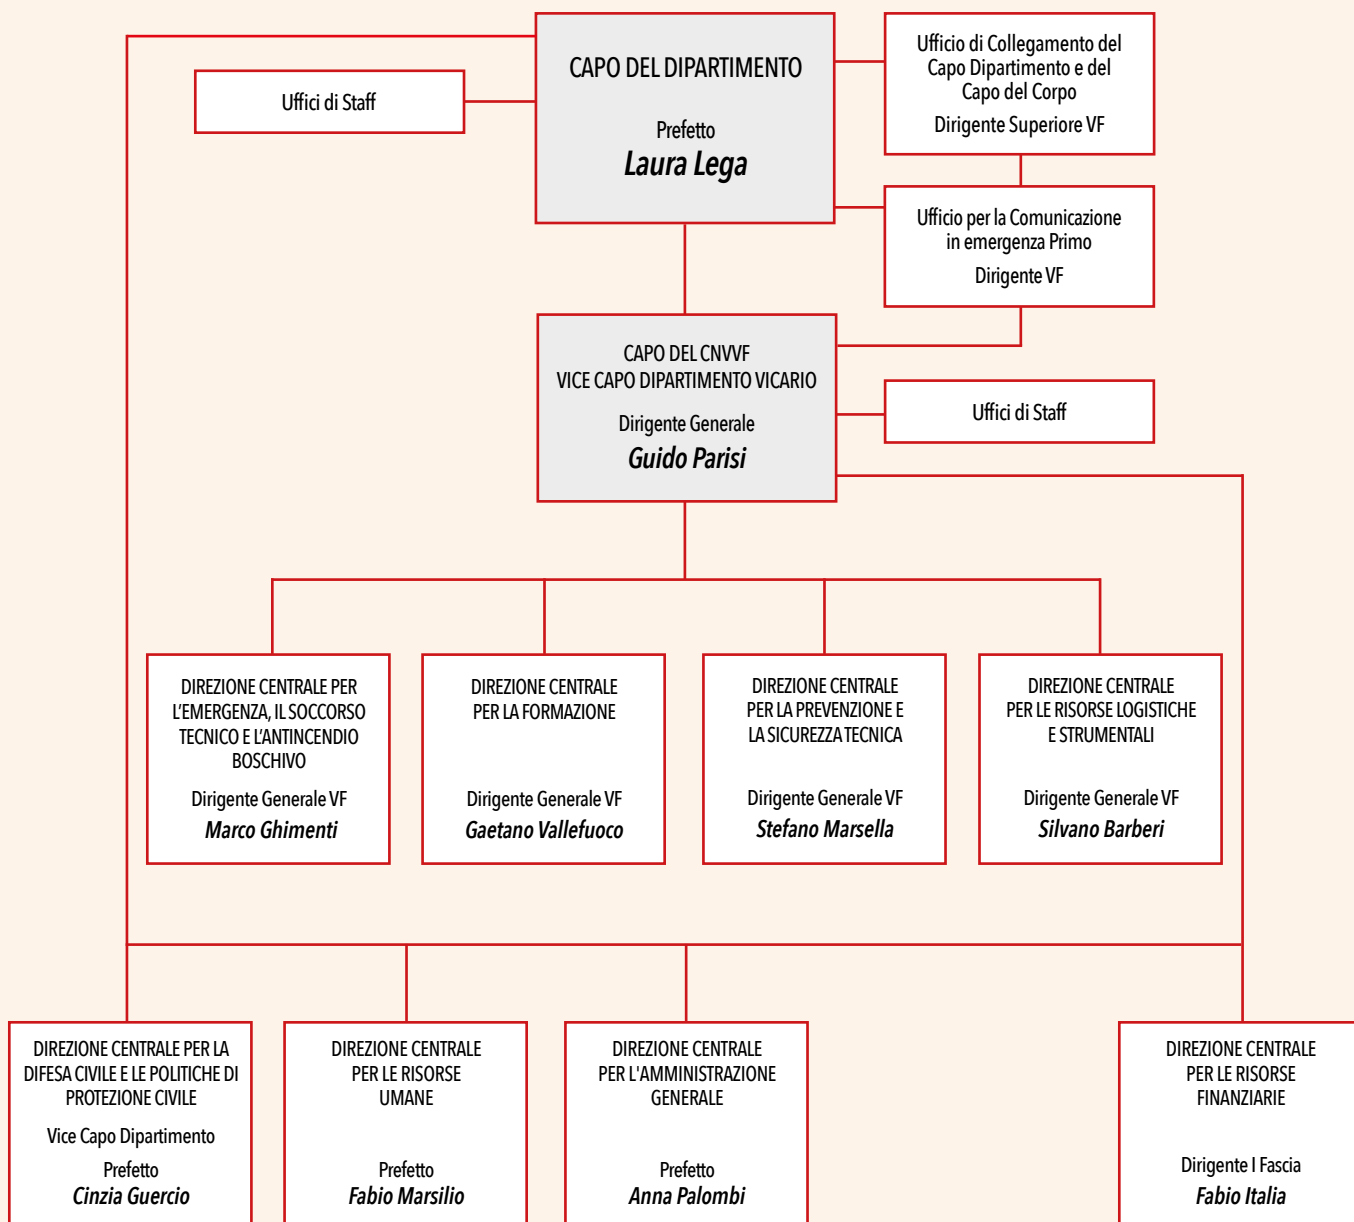 CAPO DEL DIPARTIMENTO
Prefetto
Laura Lega
Uffici di Staff
Ufficio di Collegamento del
Capo Dipartimento e del
Capo del Corpo
Dirigente Superiore VF
Ufficio per la Comunicazione
in emergenza Primo
Dirigente VF
CAPO DEL CNVVF
VICE CAPO DIPARTIMENTO VICARIO
Dirigente Generale
Guido Parisi
Uffici di Staff
DIREZIONE CENTRALE PER
L'EMERGENZA, IL SOCCORSO
TECNICO E L'ANTINCENDIO
BOSCHIVO
Dirigente Generale VF
Marco Ghimenti
DIREZIONE CENTRALE
PER LA FORMAZIONE
Dirigente Generale VF
Gaetano Vallefuoco
DIREZIONE CENTRALE
PER LA PREVENZIONE E
LA SICUREZZA TECNICA
Dirigente Generale VF
Stefano Marsella
DIREZIONE CENTRALE
PER LE RISORSE LOGISTICHE
E STRUMENTALI
Dirigente Generale VF
Silvano Barberi
DIREZIONE CENTRALE PER LA
DIFESA CIVILE E LE POLITICHE DI
PROTEZIONE CIVILE
Vice Capo Dipartimento
Prefetto
Cinzia Guercio
DIREZIONE CENTRALE
PER LE RISORSE
UMANE
Prefetto
Fabio Marsilio
DIREZIONE CENTRALE
PER L'AMMINISTRAZIONE
GENERALE
Prefetto
Anna Palombi
DIREZIONE CENTRALE
PER LE RISORSE
FINANZIARIE
Dirigente I Fascia
Fabio Italia